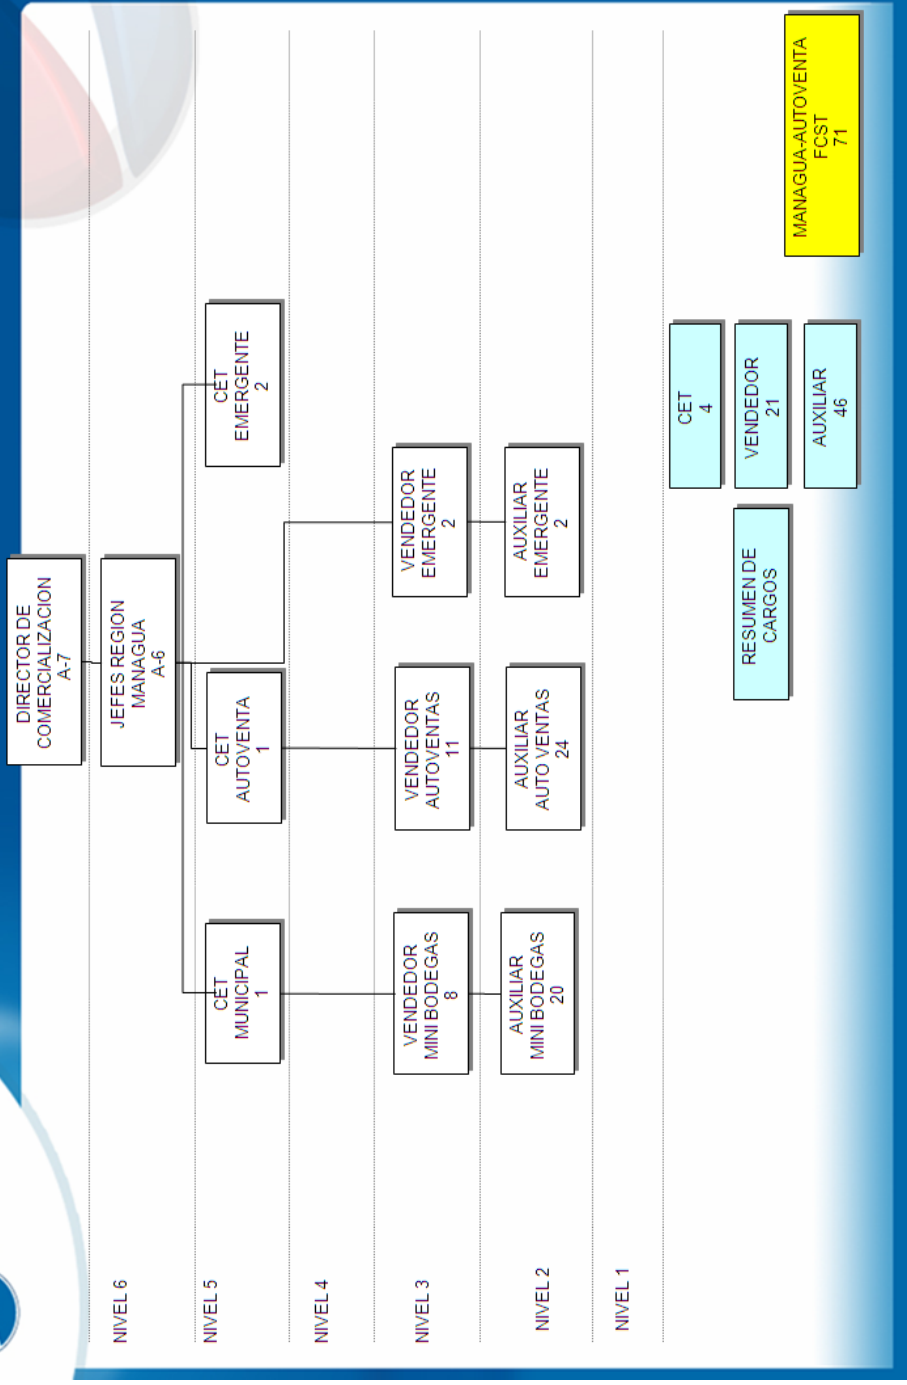 DIRECTOR DE
COMERCIALIZACION
A-7
NIVEL 6
JEFES REGION
MANAGUA
A-6
NIVEL 5
CET
MUNICIPAL
1
CET
AUTOVENTA
1
CET
EMERGENTE
2
NIVEL 4
NIVEL 3
VENDEDOR
MINI BODEGAS
8
VENDEDOR
AUTOVENTAS
11
VENDEDOR
EMERGENTE
2
NIVEL 2
AUXILIAR
MINI BODEGAS
20
AUXILIAR
AUTO VENTAS
24
AUXILIAR
EMERGENTE
2
NIVEL 1
RESUMEN DE
CARGOS
CET
4
VENDEDOR
21
AUXILIAR
46
MANAGUA-AUTOVENTA
FCST
71